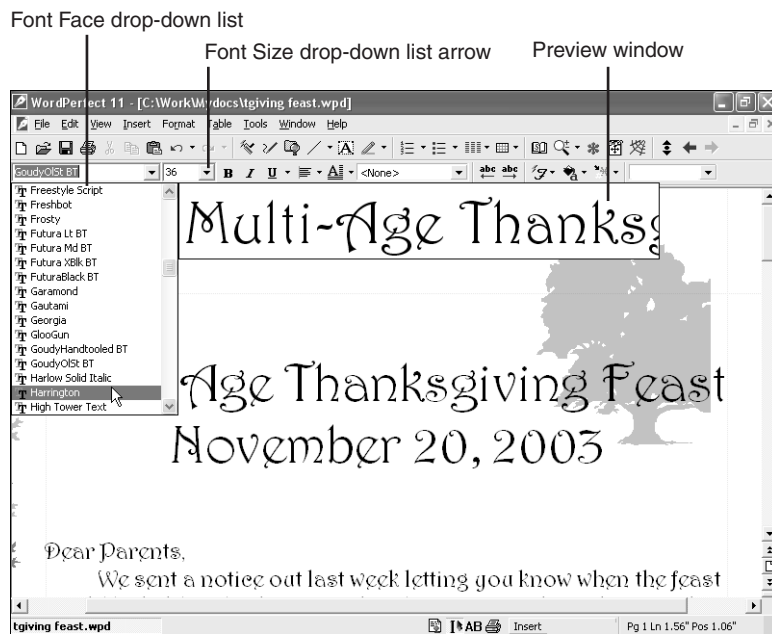 Font Face drop-down list
Font Size drop-down list arrow
Preview window
WordPerfect 11 - [C:\Work\Mydocs\tgiving feast.wpd]
File Edit View Insert Format Table Tools Window Help
GoudyOlSt BT 36 B I U A <None> abc abc
Freestyle Script
Freshbot
Frosty
Futura Lt BT
Futura Md BT
Futura XBlk BT
FuturaBlack BT
Garamond
Gautami
Georgia
GlooGun
GoudyHandtooled BT
GoudyOlSt BT
Harlow Solid Italic
Harrington
High Tower Text
Multi-Age Thanksg
Age Thanksgiving Feast
November 20, 2003
Dear Parents,
We sent a notice out last week letting you know when the feast
tgiving feast.wpd AB Insert Pg 1 Ln 1.56" Pos 1.06"